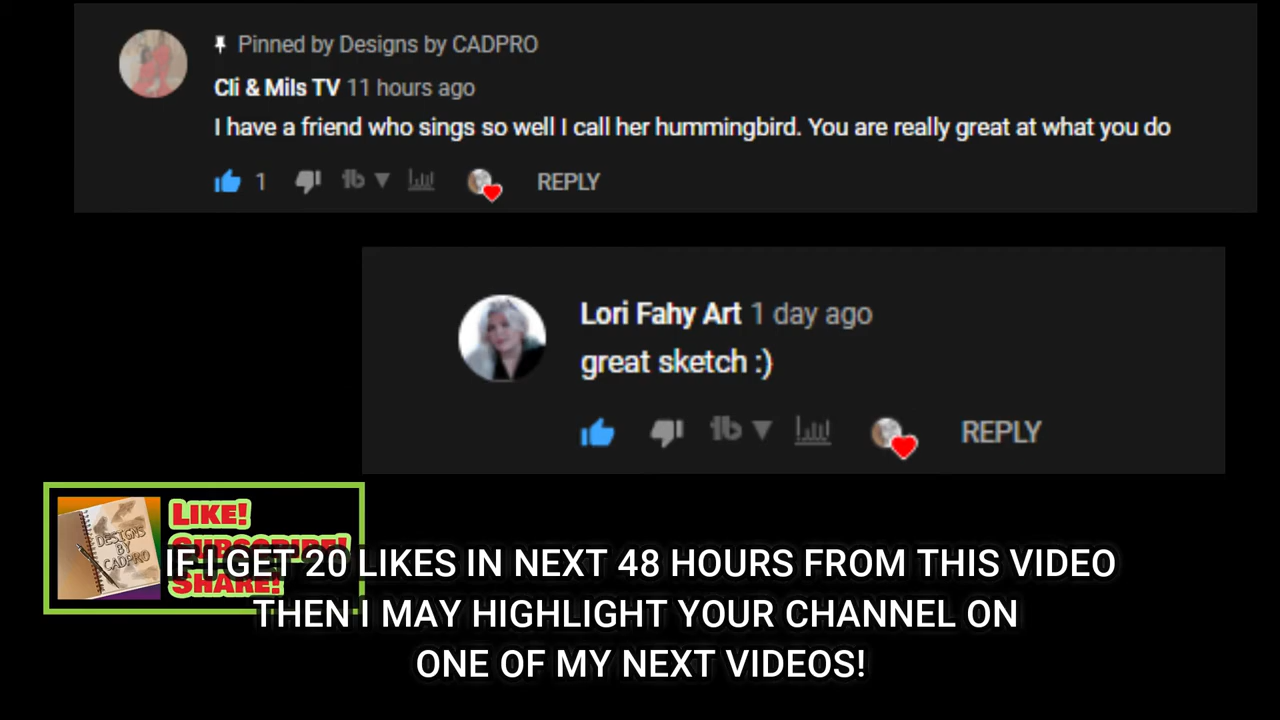 Pinned by Designs by CADPRO
Cli & Mils TV 11 hours ago
I have a friend who sings so well I call her hummingbird. You are really great at what you do
1 REPLY
Lori Fahy Art 1 day ago
great sketch :)
REPLY
LIKE!
SUBSCRIBE!
SHARE!
DESIGNS
BY
CADPRO
IF I GET 20 LIKES IN NEXT 48 HOURS FROM THIS VIDEO
THEN I MAY HIGHLIGHT YOUR CHANNEL ON
ONE OF MY NEXT VIDEOS!